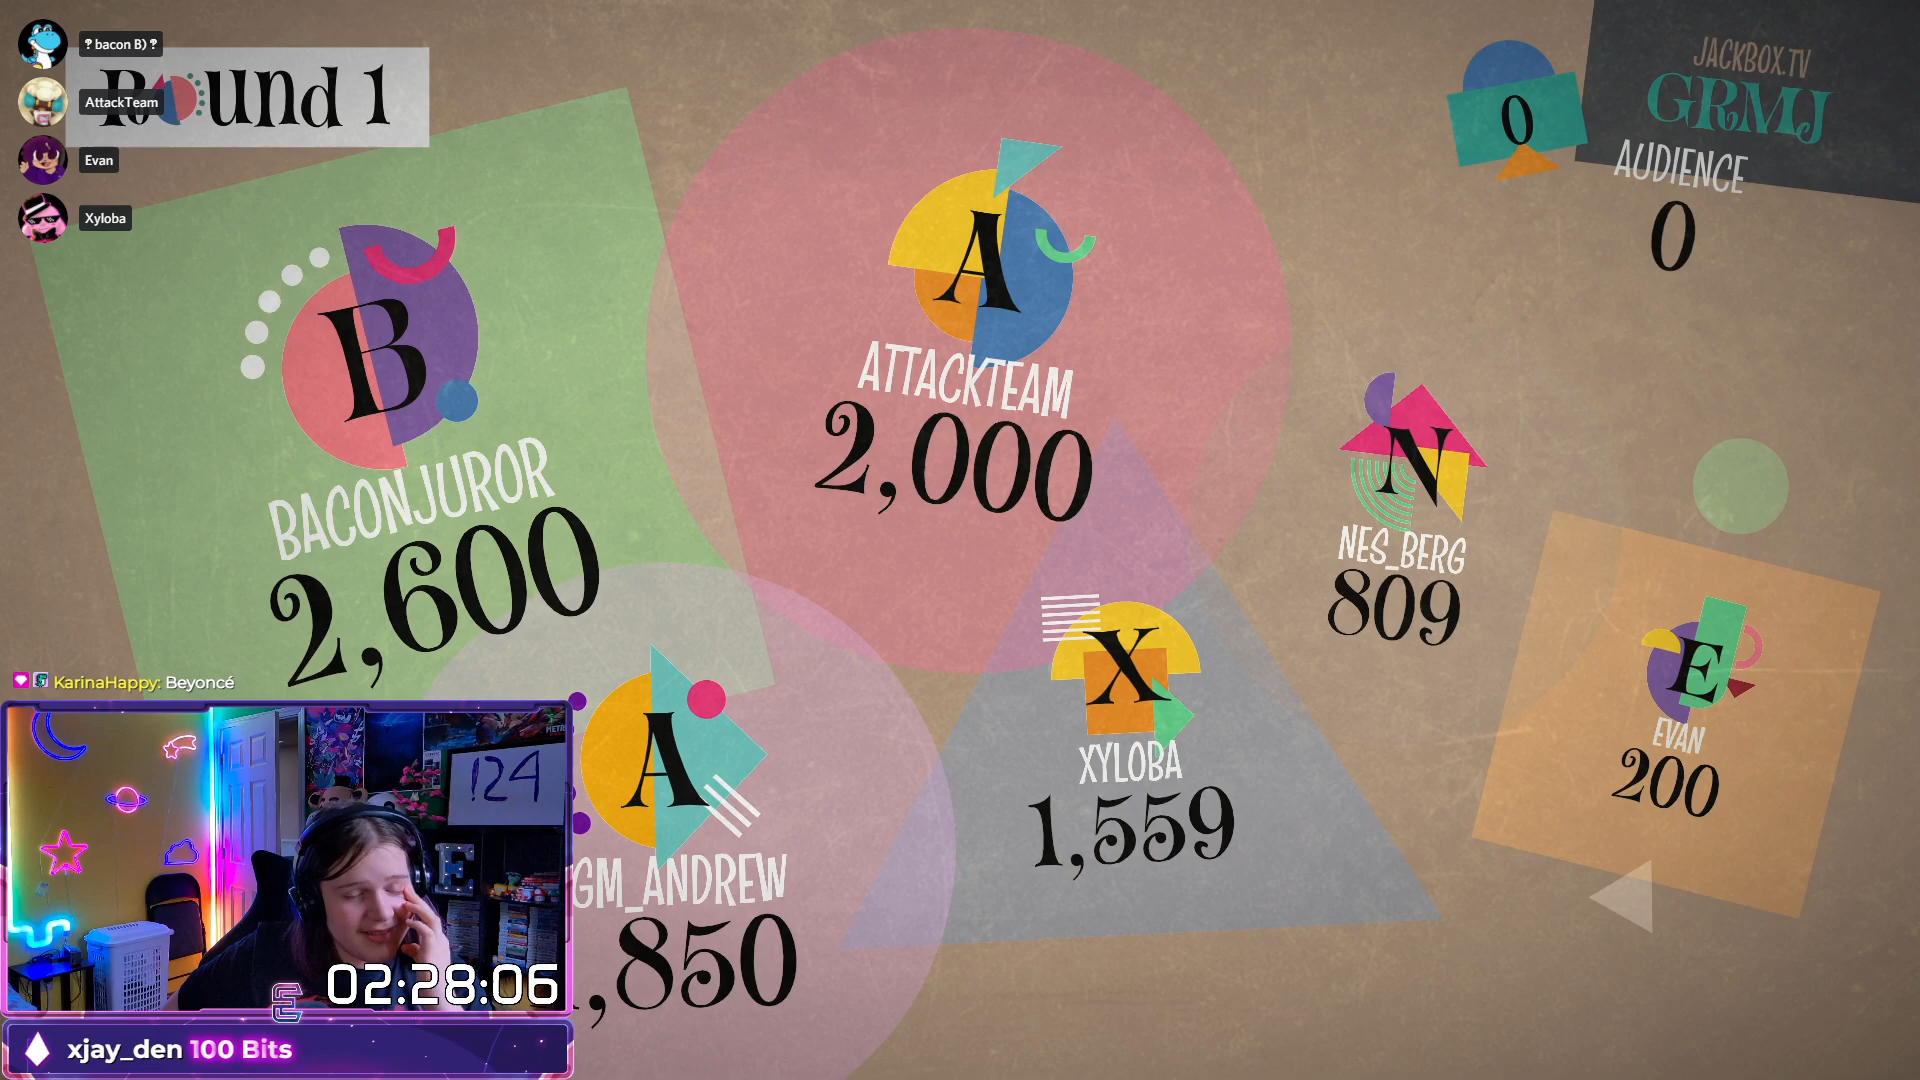 ‽ bacon B) ‽
AttackTeam
Evan
Xyloba
Round 1
JACKBOX.TV
GRMJ
AUDIENCE
0
0
B
BACONJUROR
2,600
A
ATTACKTEAM
2,000
N
NES_BERG
809
X
XYLOBA
1,559
E
EVAN
200
A
GM_ANDREW
,850
KarinaHappy: Beyoncé
!24
E
02:28:06
xjay_den 100 Bits